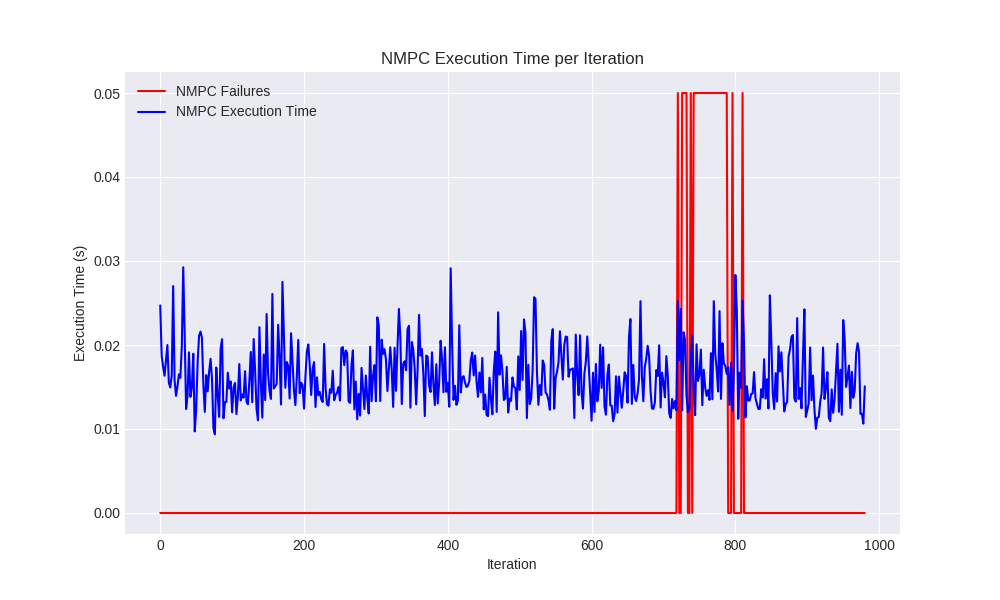 NMPC Execution Time per Iteration
NMPC Failures
NMPC Execution Time
Execution Time (s)
0.05
0.04
0.03
0.02
0.01
0.00
0 200 400 600 800 1000
Iteration